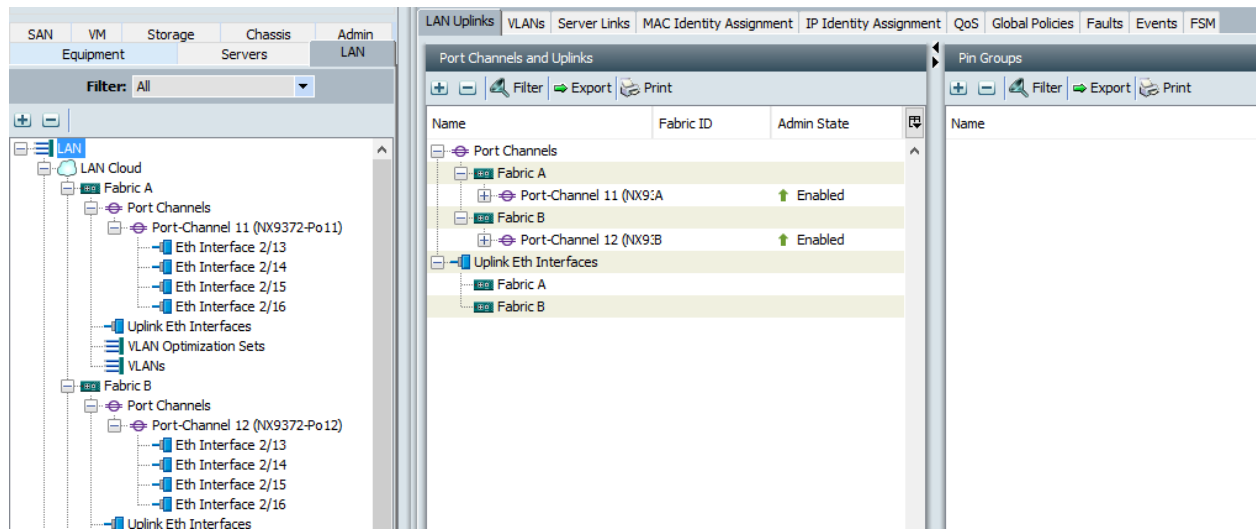 SAN VM Storage Chassis Admin
Equipment Servers LAN
Filter: All
LAN
LAN Cloud
Fabric A
Port Channels
Port-Channel 11 (NX9372-Po11)
Eth Interface 2/13
Eth Interface 2/14
Eth Interface 2/15
Eth Interface 2/16
Uplink Eth Interfaces
VLAN Optimization Sets
VLANs
Fabric B
Port Channels
Port-Channel 12 (NX9372-Po12)
Eth Interface 2/13
Eth Interface 2/14
Eth Interface 2/15
Eth Interface 2/16
Uplink Eth Interfaces
LAN Uplinks VLANs Server Links MAC Identity Assignment IP Identity Assignment QoS Global Policies Faults Events FSM
Port Channels and Uplinks
Filter Export Print
Name Fabric ID Admin State
Port Channels
Fabric A
Port-Channel 11 (NX9: A Enabled
Fabric B
Port-Channel 12 (NX9: B Enabled
Uplink Eth Interfaces
Fabric A
Fabric B
Pin Groups
Filter Export Print
Name